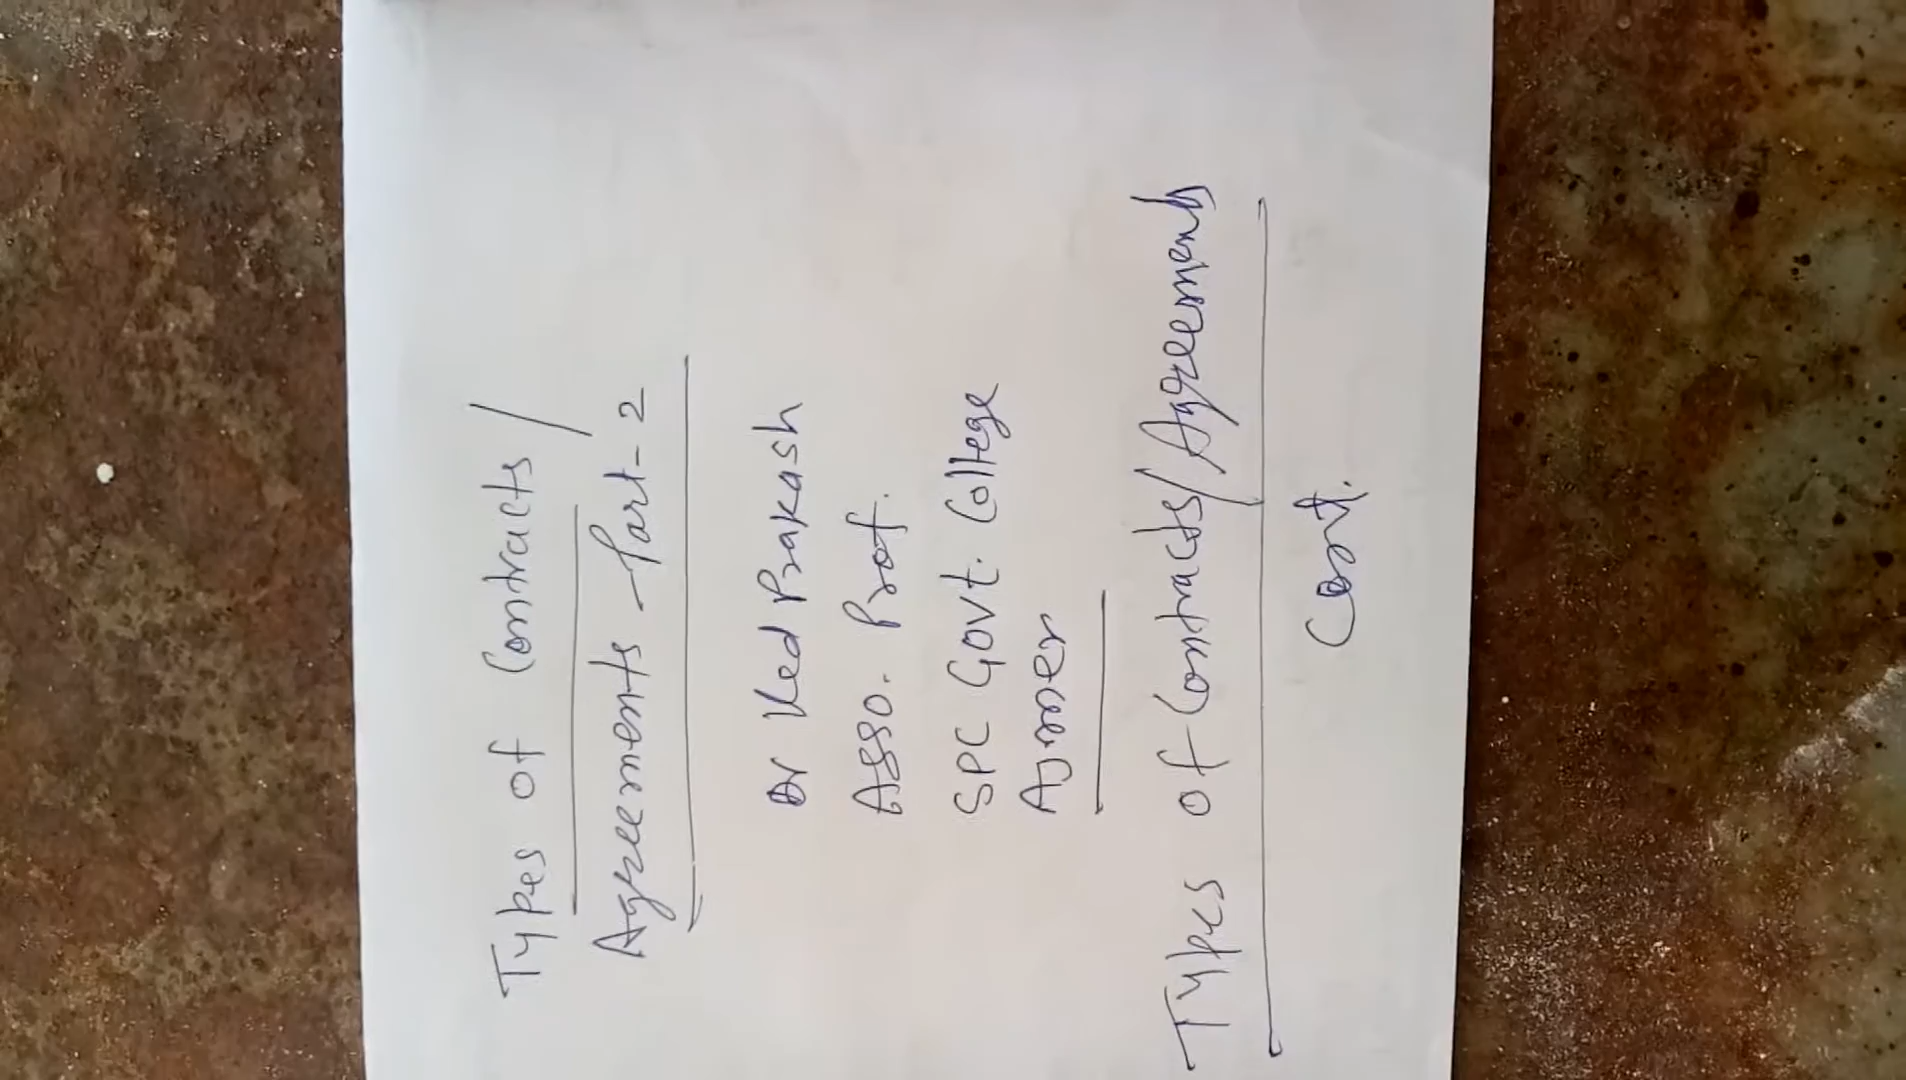 Types of Contracts /
Agreements - Part-2
Dr Ved Prakash
Asso. Prof.
SPC Govt. College
Ajmer
Types of Contracts/Agreements
Cont.